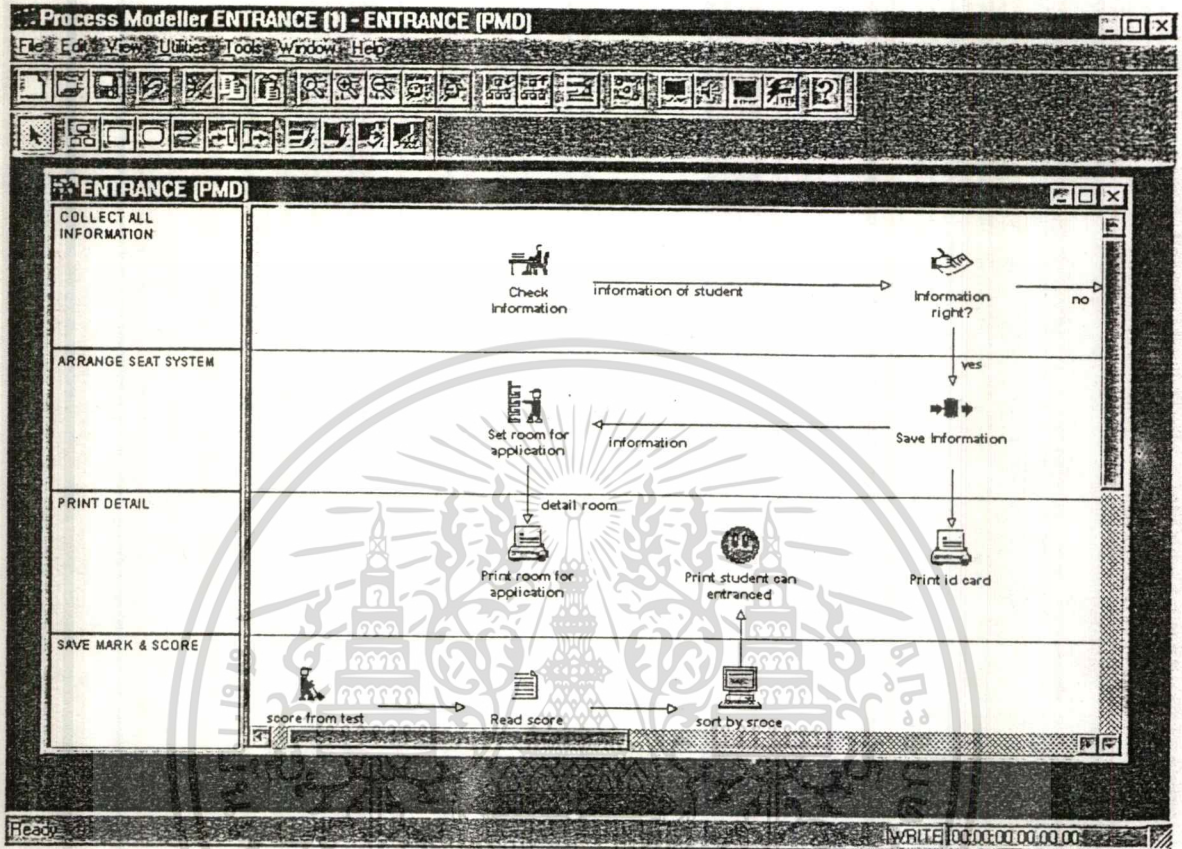 Process Modeller ENTRANCE (1) - ENTRANCE (PMD)
File Edit View Utilities Tools Window Help
ENTRANCE (PMD)
COLLECT ALL
INFORMATION
Check
Information
information of student
Information
right?
no
yes
ARRANGE SEAT SYSTEM
Set room for
application
information
Save Information
PRINT DETAIL
detail room
Print room for
application
Print student can
entranced
Print id card
SAVE MARK & SCORE
score from test
Read score
sort by sroce
Ready
WRITE 00:00:00,00,00,00